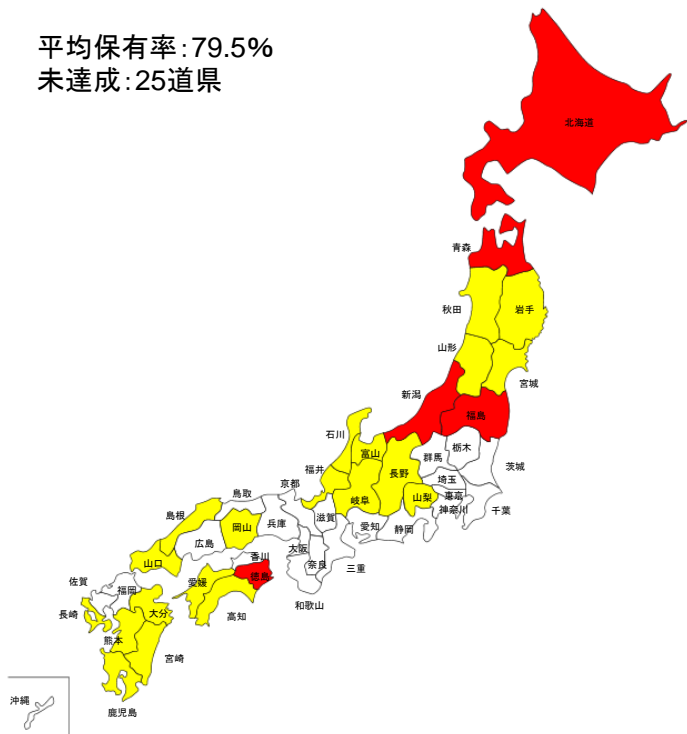 平均保有率：79.5%
未達成：25道県
北海道
青森
秋田
岩手
山形
宮城
新潟
福島
石川
富山
群馬
栃木
茨城
福井
長野
埼玉
京都
岐阜
山梨
東京
鳥取
滋賀
神奈川
千葉
島根
岡山
兵庫
愛知
静岡
広島
大阪
奈良
三重
山口
香川
佐賀
福岡
愛媛
徳島
和歌山
長崎
大分
高知
熊本
宮崎
沖縄
鹿児島